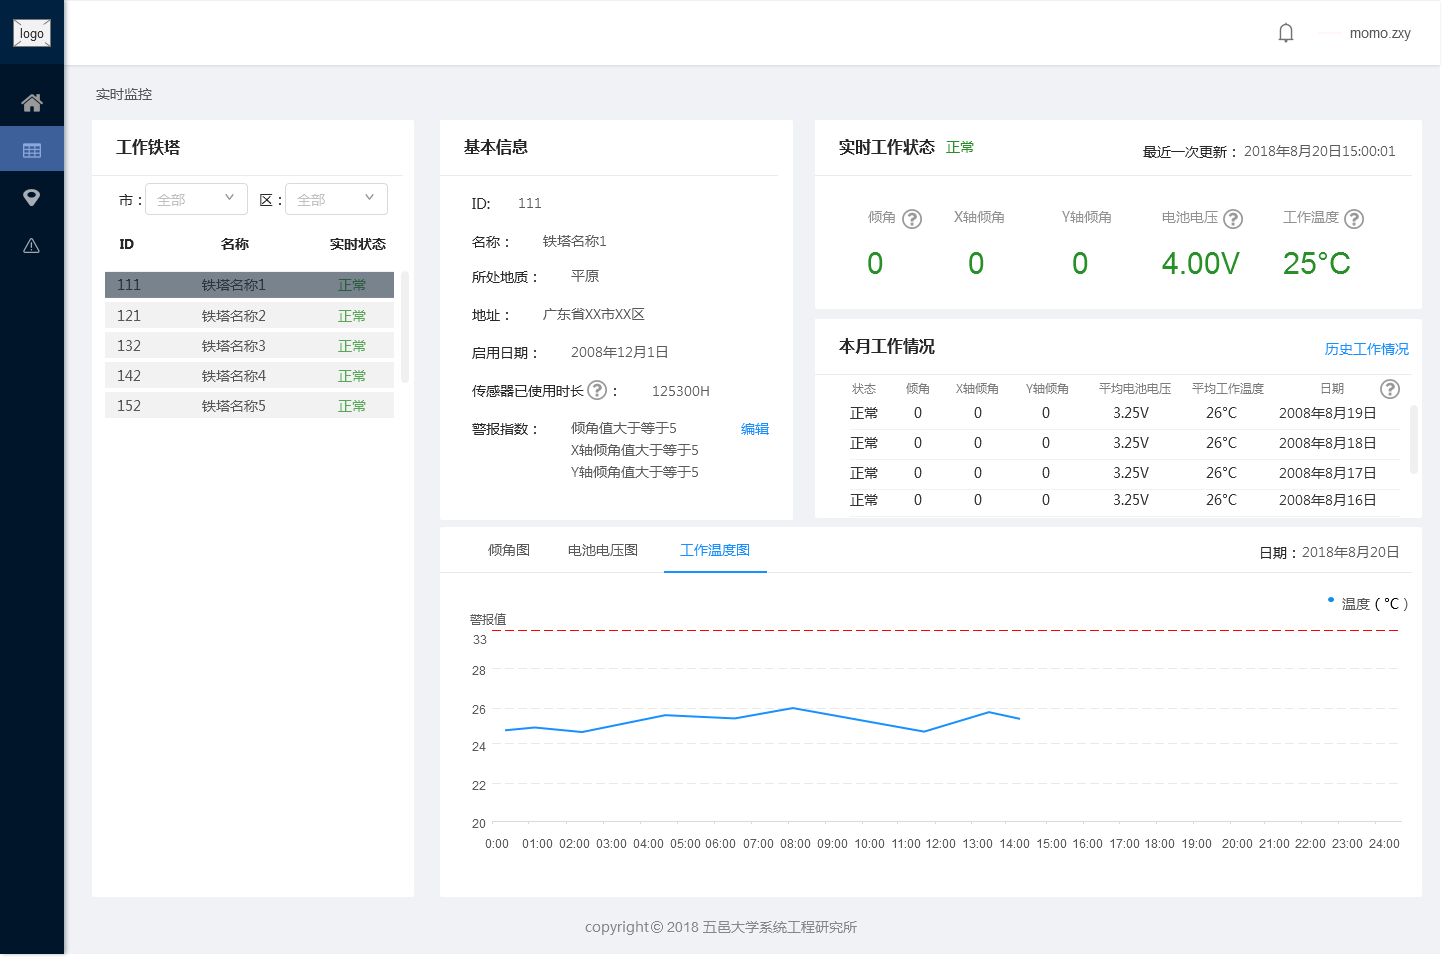 logo
momo.zxy
实时监控
工作铁塔
市： 全部 区： 全部
ID 名称 实时状态
111 铁塔名称1 正常
121 铁塔名称2 正常
132 铁塔名称3 正常
142 铁塔名称4 正常
152 铁塔名称5 正常
基本信息
ID: 111
名称： 铁塔名称1
所处地质： 平原
地址： 广东省XX市XX区
启用日期： 2008年12月1日
传感器已使用时长?： 125300H
警报指数： 倾角值大于等于5 编辑
X轴倾角值大于等于5
Y轴倾角值大于等于5
实时工作状态 正常 最近一次更新： 2018年8月20日15:00:01
倾角 ? X轴倾角 Y轴倾角 电池电压 ? 工作温度 ?
0 0 0 4.00V 25°C
本月工作情况 历史工作情况
状态 倾角 X轴倾角 Y轴倾角 平均电池电压 平均工作温度 日期 ?
正常 0 0 0 3.25V 26°C 2008年8月19日
正常 0 0 0 3.25V 26°C 2008年8月18日
正常 0 0 0 3.25V 26°C 2008年8月17日
正常 0 0 0 3.25V 26°C 2008年8月16日
倾角图 电池电压图 工作温度图 日期：2018年8月20日
温度（℃）
警报值
33
28
26
24
22
20
0:00 01:00 02:00 03:00 04:00 05:00 06:00 07:00 08:00 09:00 10:00 11:00 12:00 13:00 14:00 15:00 16:00 17:00 18:00 19:00 20:00 21:00 22:00 23:00 24:00
copyright© 2018 五邑大学系统工程研究所